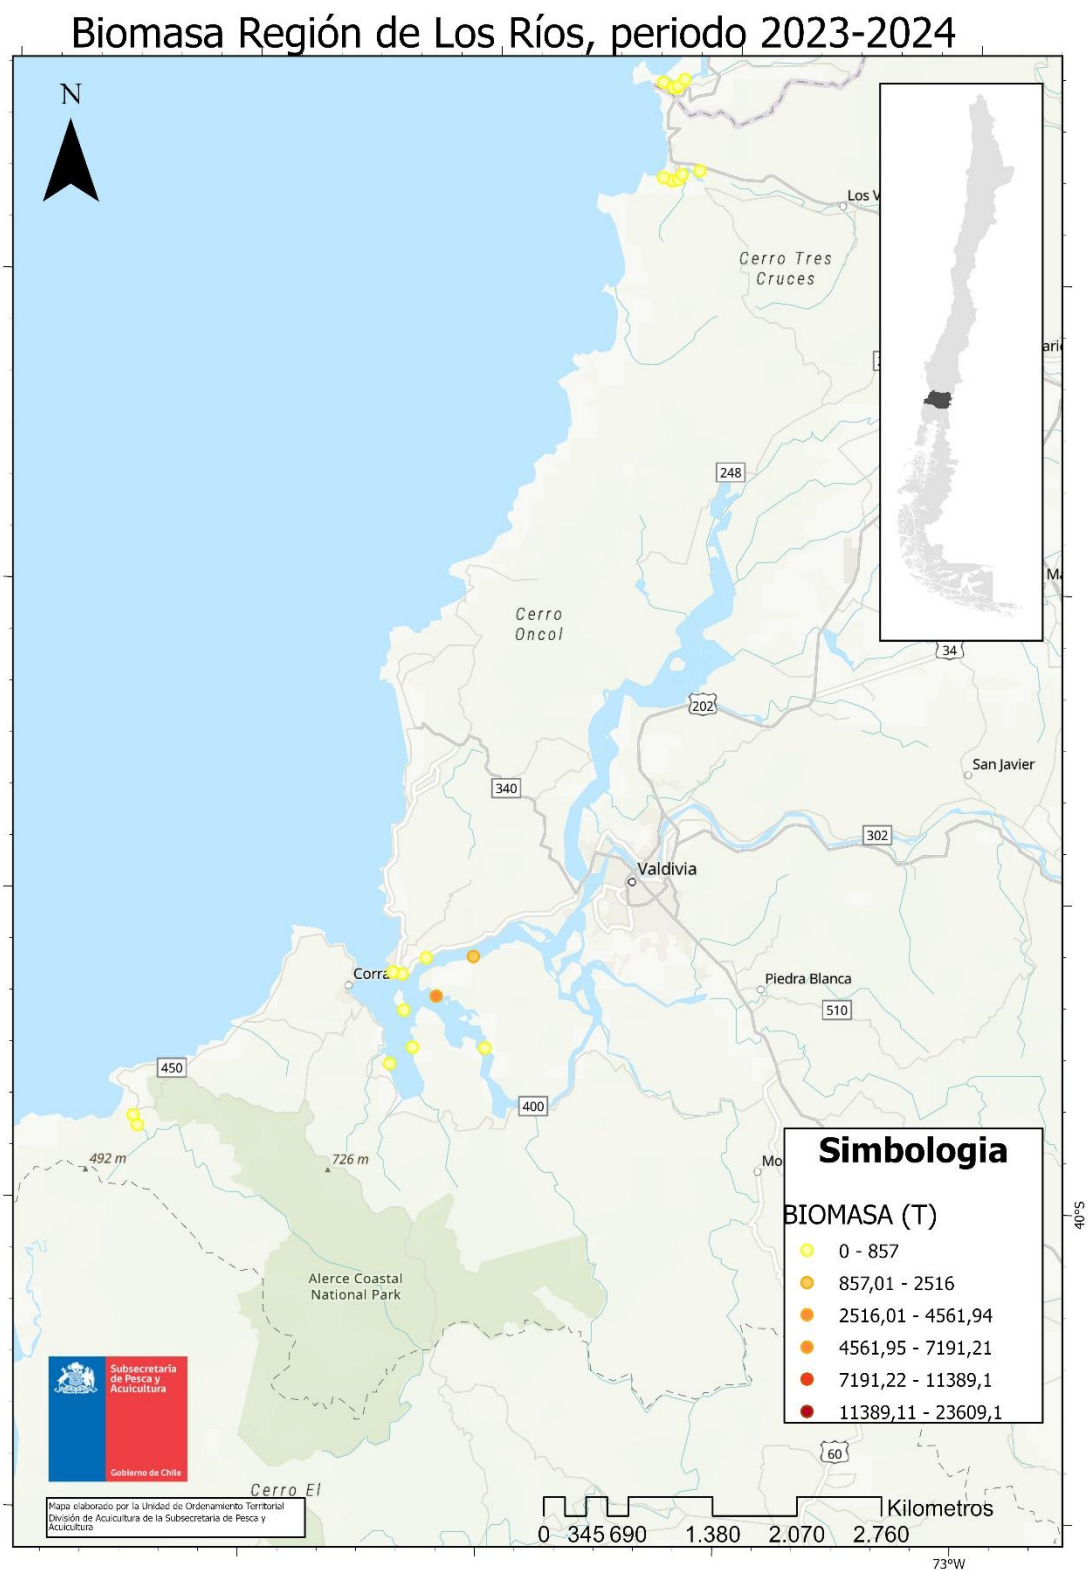 Biomasa Región de Los Ríos, periodo 2023-2024
N
Los V
Cerro Tres
Cruces
248
Cerro
Oncol
34
202
San Javier
340
302
Valdivia
Corra
Piedra Blanca
510
450
400
492 m
726 m
Mo
40°S
Alerce Coastal
National Park
Simbologia
BIOMASA (T)
0 - 857
857,01 - 2516
2516,01 - 4561,94
4561,95 - 7191,21
7191,22 - 11389,1
11389,11 - 23609,1
Subsecretaría
de Pesca y
Acuicultura
Gobierno de Chile
60
Cerro El
Mapa elaborado por la Unidad de Ordenamiento Territorial
División de Acuicultura de la Subsecretaria de Pesca y
Acuicultura
Kilometros
0 345 690 1.380 2.070 2.760
73°W